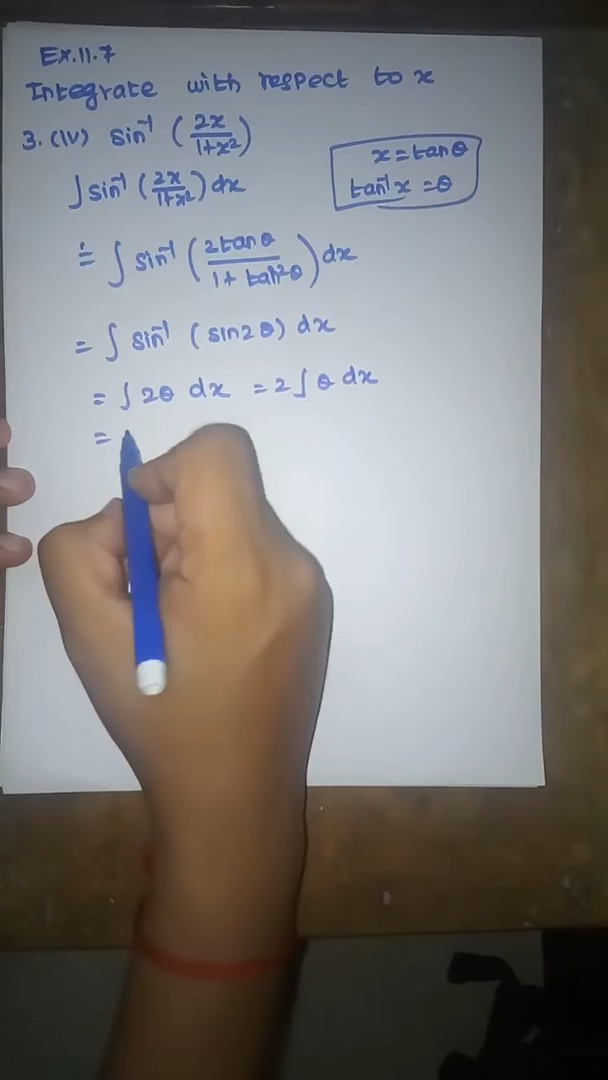 Ex.11.7
Integrate with respect to x
3. (iv) sin⁻¹ (2x/1+x²)
∫ sin⁻¹ (2x/1+x²) dx
x = tanθ
tan⁻¹x = θ
= ∫ sin⁻¹ (2tanθ/1+tan²θ) dx
= ∫ sin⁻¹ (sin2θ) dx
= ∫ 2θ dx = 2∫ θ dx
=